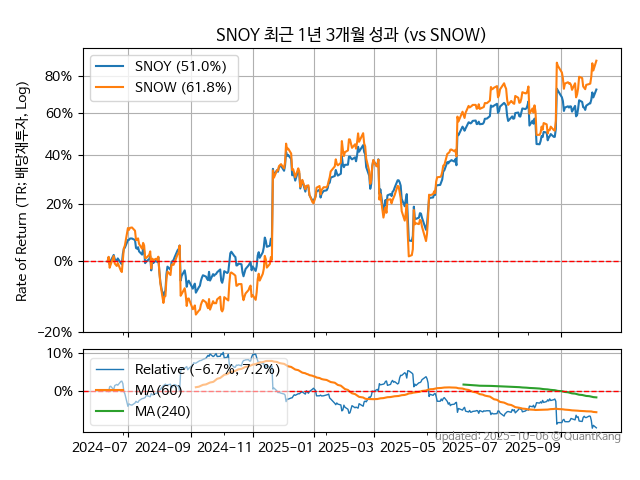 SNOY 최근 1년 3개월 성과 (vs SNOW)
Rate of Return (TR: 배당재투자, Log)
SNOY (51.0%)
SNOW (61.8%)
80%
60%
40%
20%
0%
−20%
10%
0%
Relative (−6.7%, 7.2%)
MA(60)
MA(240)
2024−07 2024−09 2024−11 2025−01 2025−03 2025−05 2025−07 2025−09
updated: 2025-10-06 © QuantKang